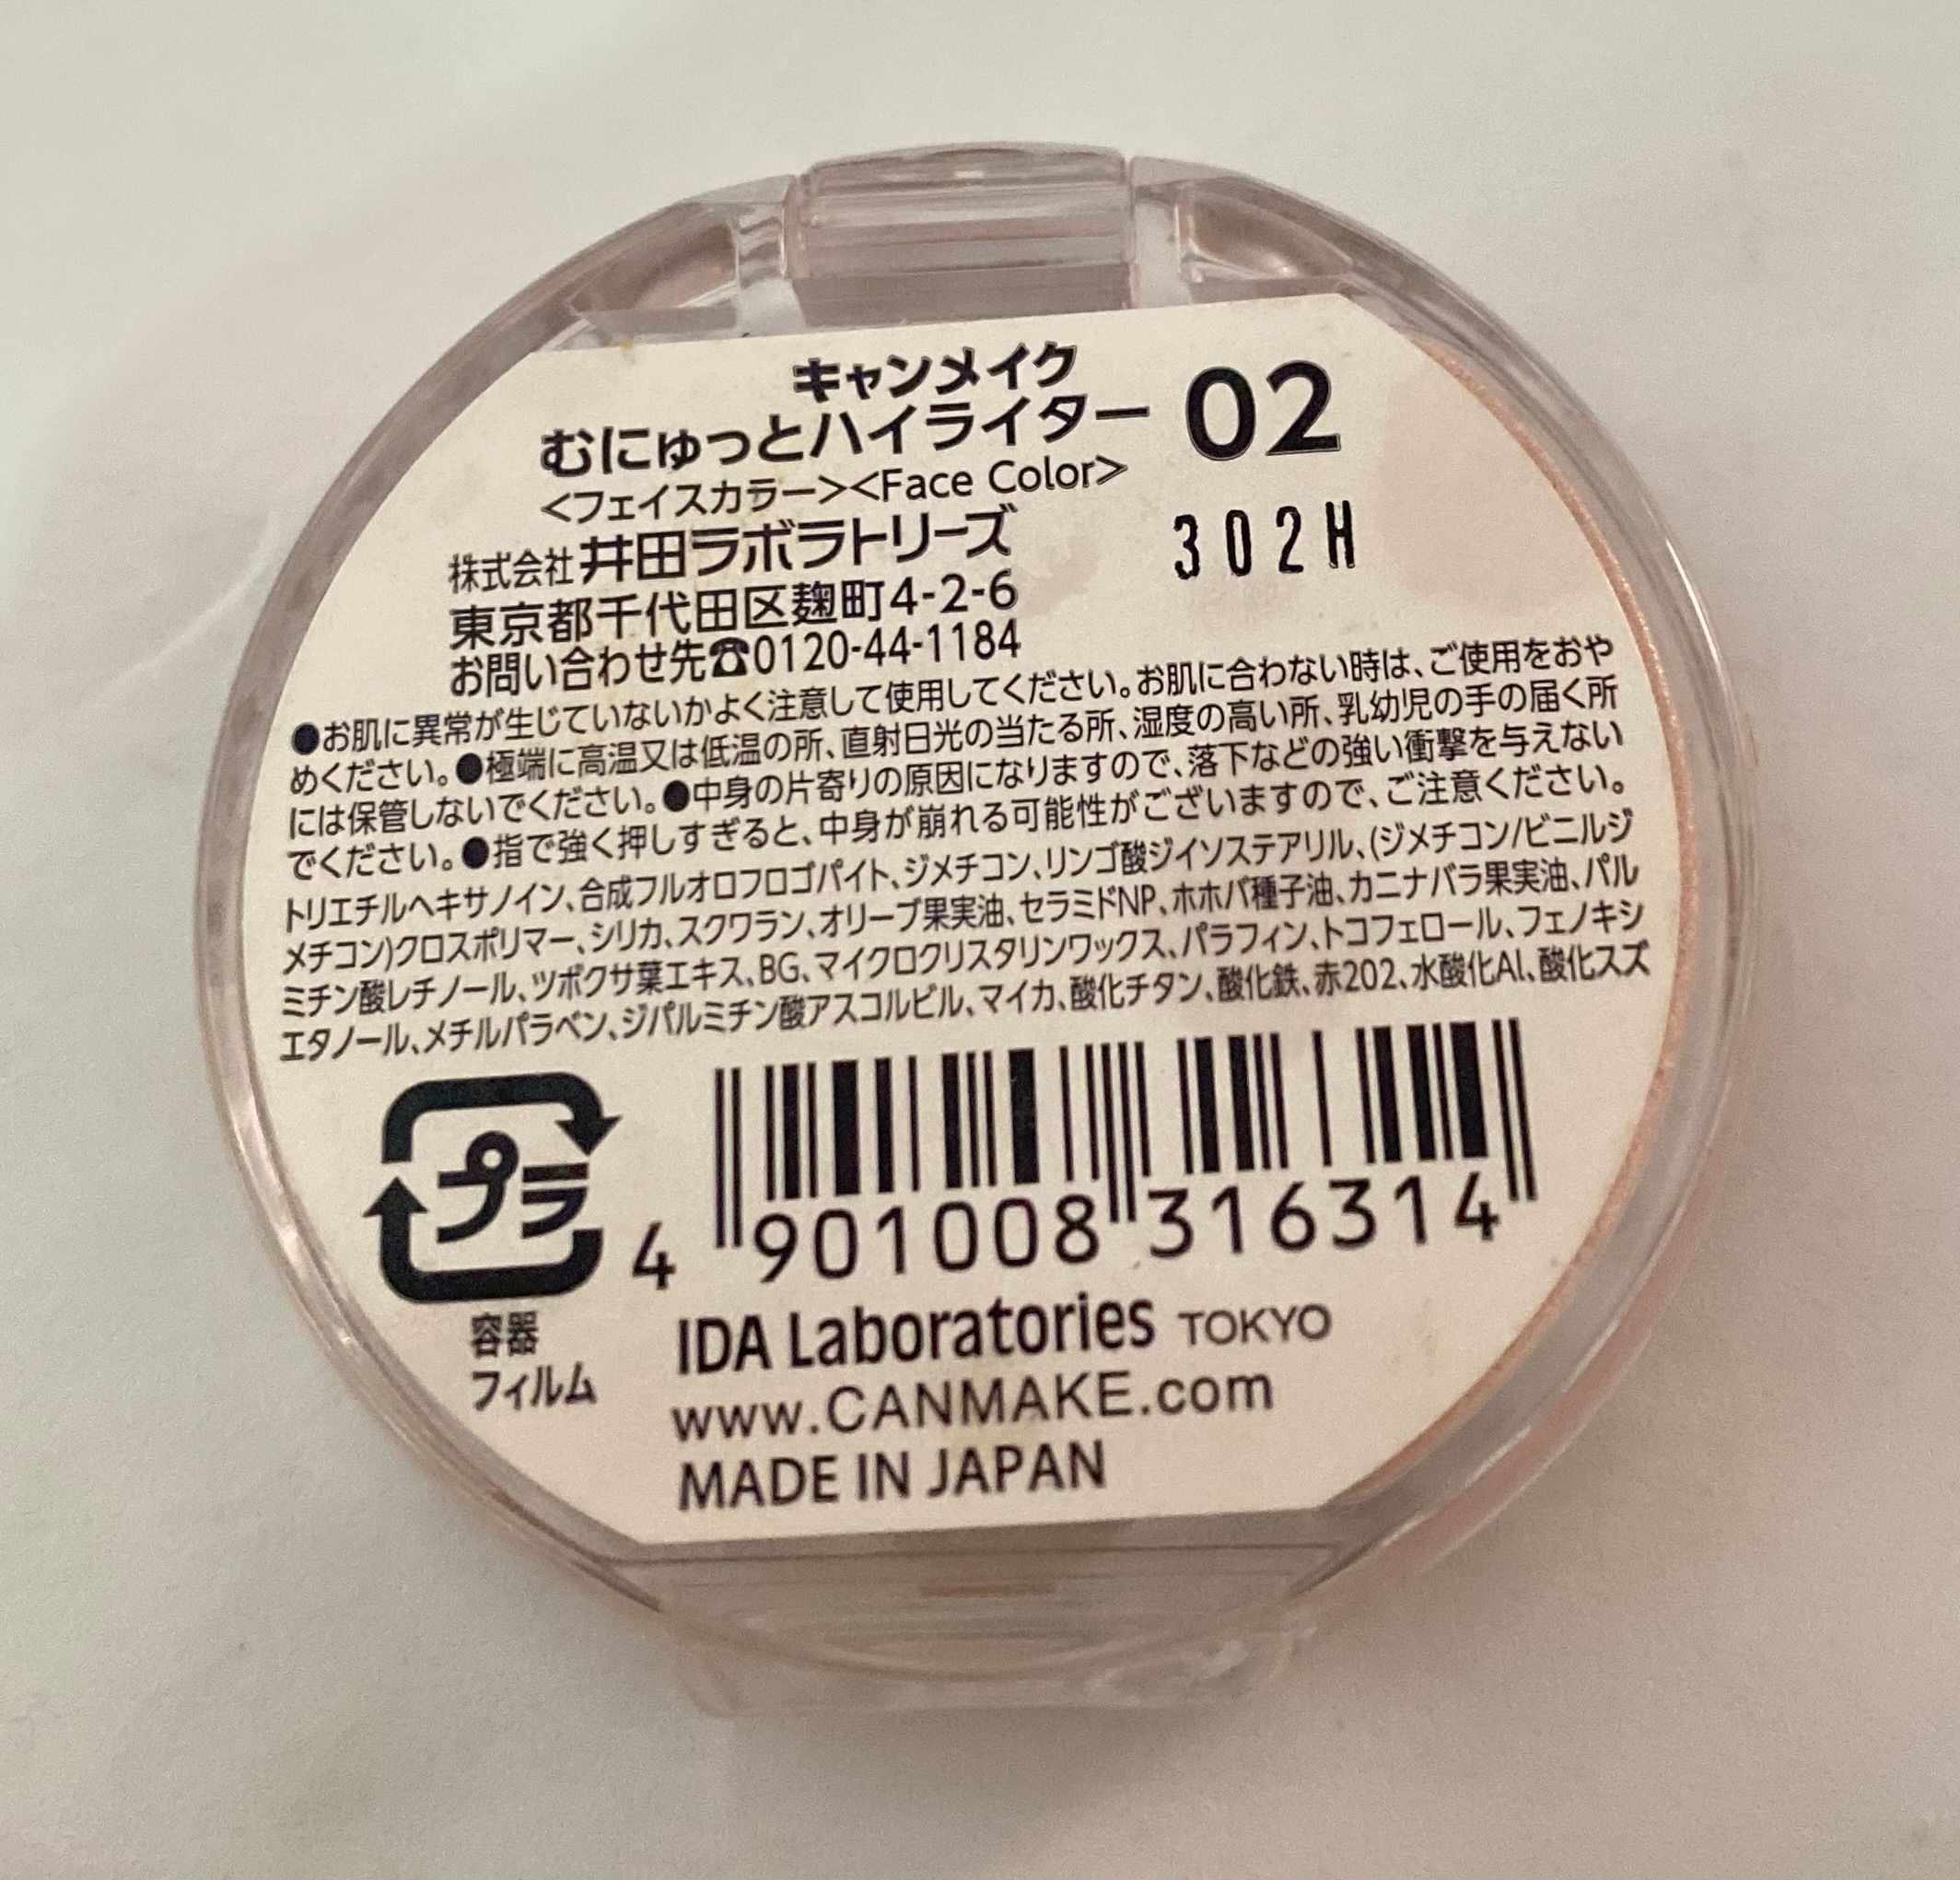 キャンメイク
むにゅっとハイライター 02
<フェイスカラー><Face Color>
302H
株式会社井田ラボラトリーズ
東京都千代田区麹町4-2-6
お問い合わせ先☎0120-44-1184
●お肌に異常が生じていないかよく注意して使用してください。お肌に合わない時は、ご使用をおや
めください。●極端に高温又は低温の所、直射日光の当たる所、湿度の高い所、乳幼児の手の届く所
には保管しないでください。●中身の片寄りの原因になりますので、落下などの強い衝撃を与えない
でください。●指で強く押しすぎると、中身が崩れる可能性がございますので、ご注意ください。
トリエチルヘキサノイン、合成フルオロフロゴパイト、ジメチコン、リンゴ酸ジイソステアリル、(ジメチコン/ビニルジ
メチコン)クロスポリマー、シリカ、スクワラン、オリーブ果実油、セラミドNP、ホホバ種子油、カニナバラ果実油、パル
ミチン酸レチノール、ツボクサ葉エキス、BG、マイクロクリスタリンワックス、パラフィン、トコフェロール、フェノキシ
エタノール、メチルパラベン、ジパルミチン酸アスコルビル、マイカ、酸化チタン、酸化鉄、赤202、水酸化Al、酸化スズ
プラ
容器
フィルム
4 901008 316314
IDA Laboratories TOKYO
www.CANMAKE.com
MADE IN JAPAN